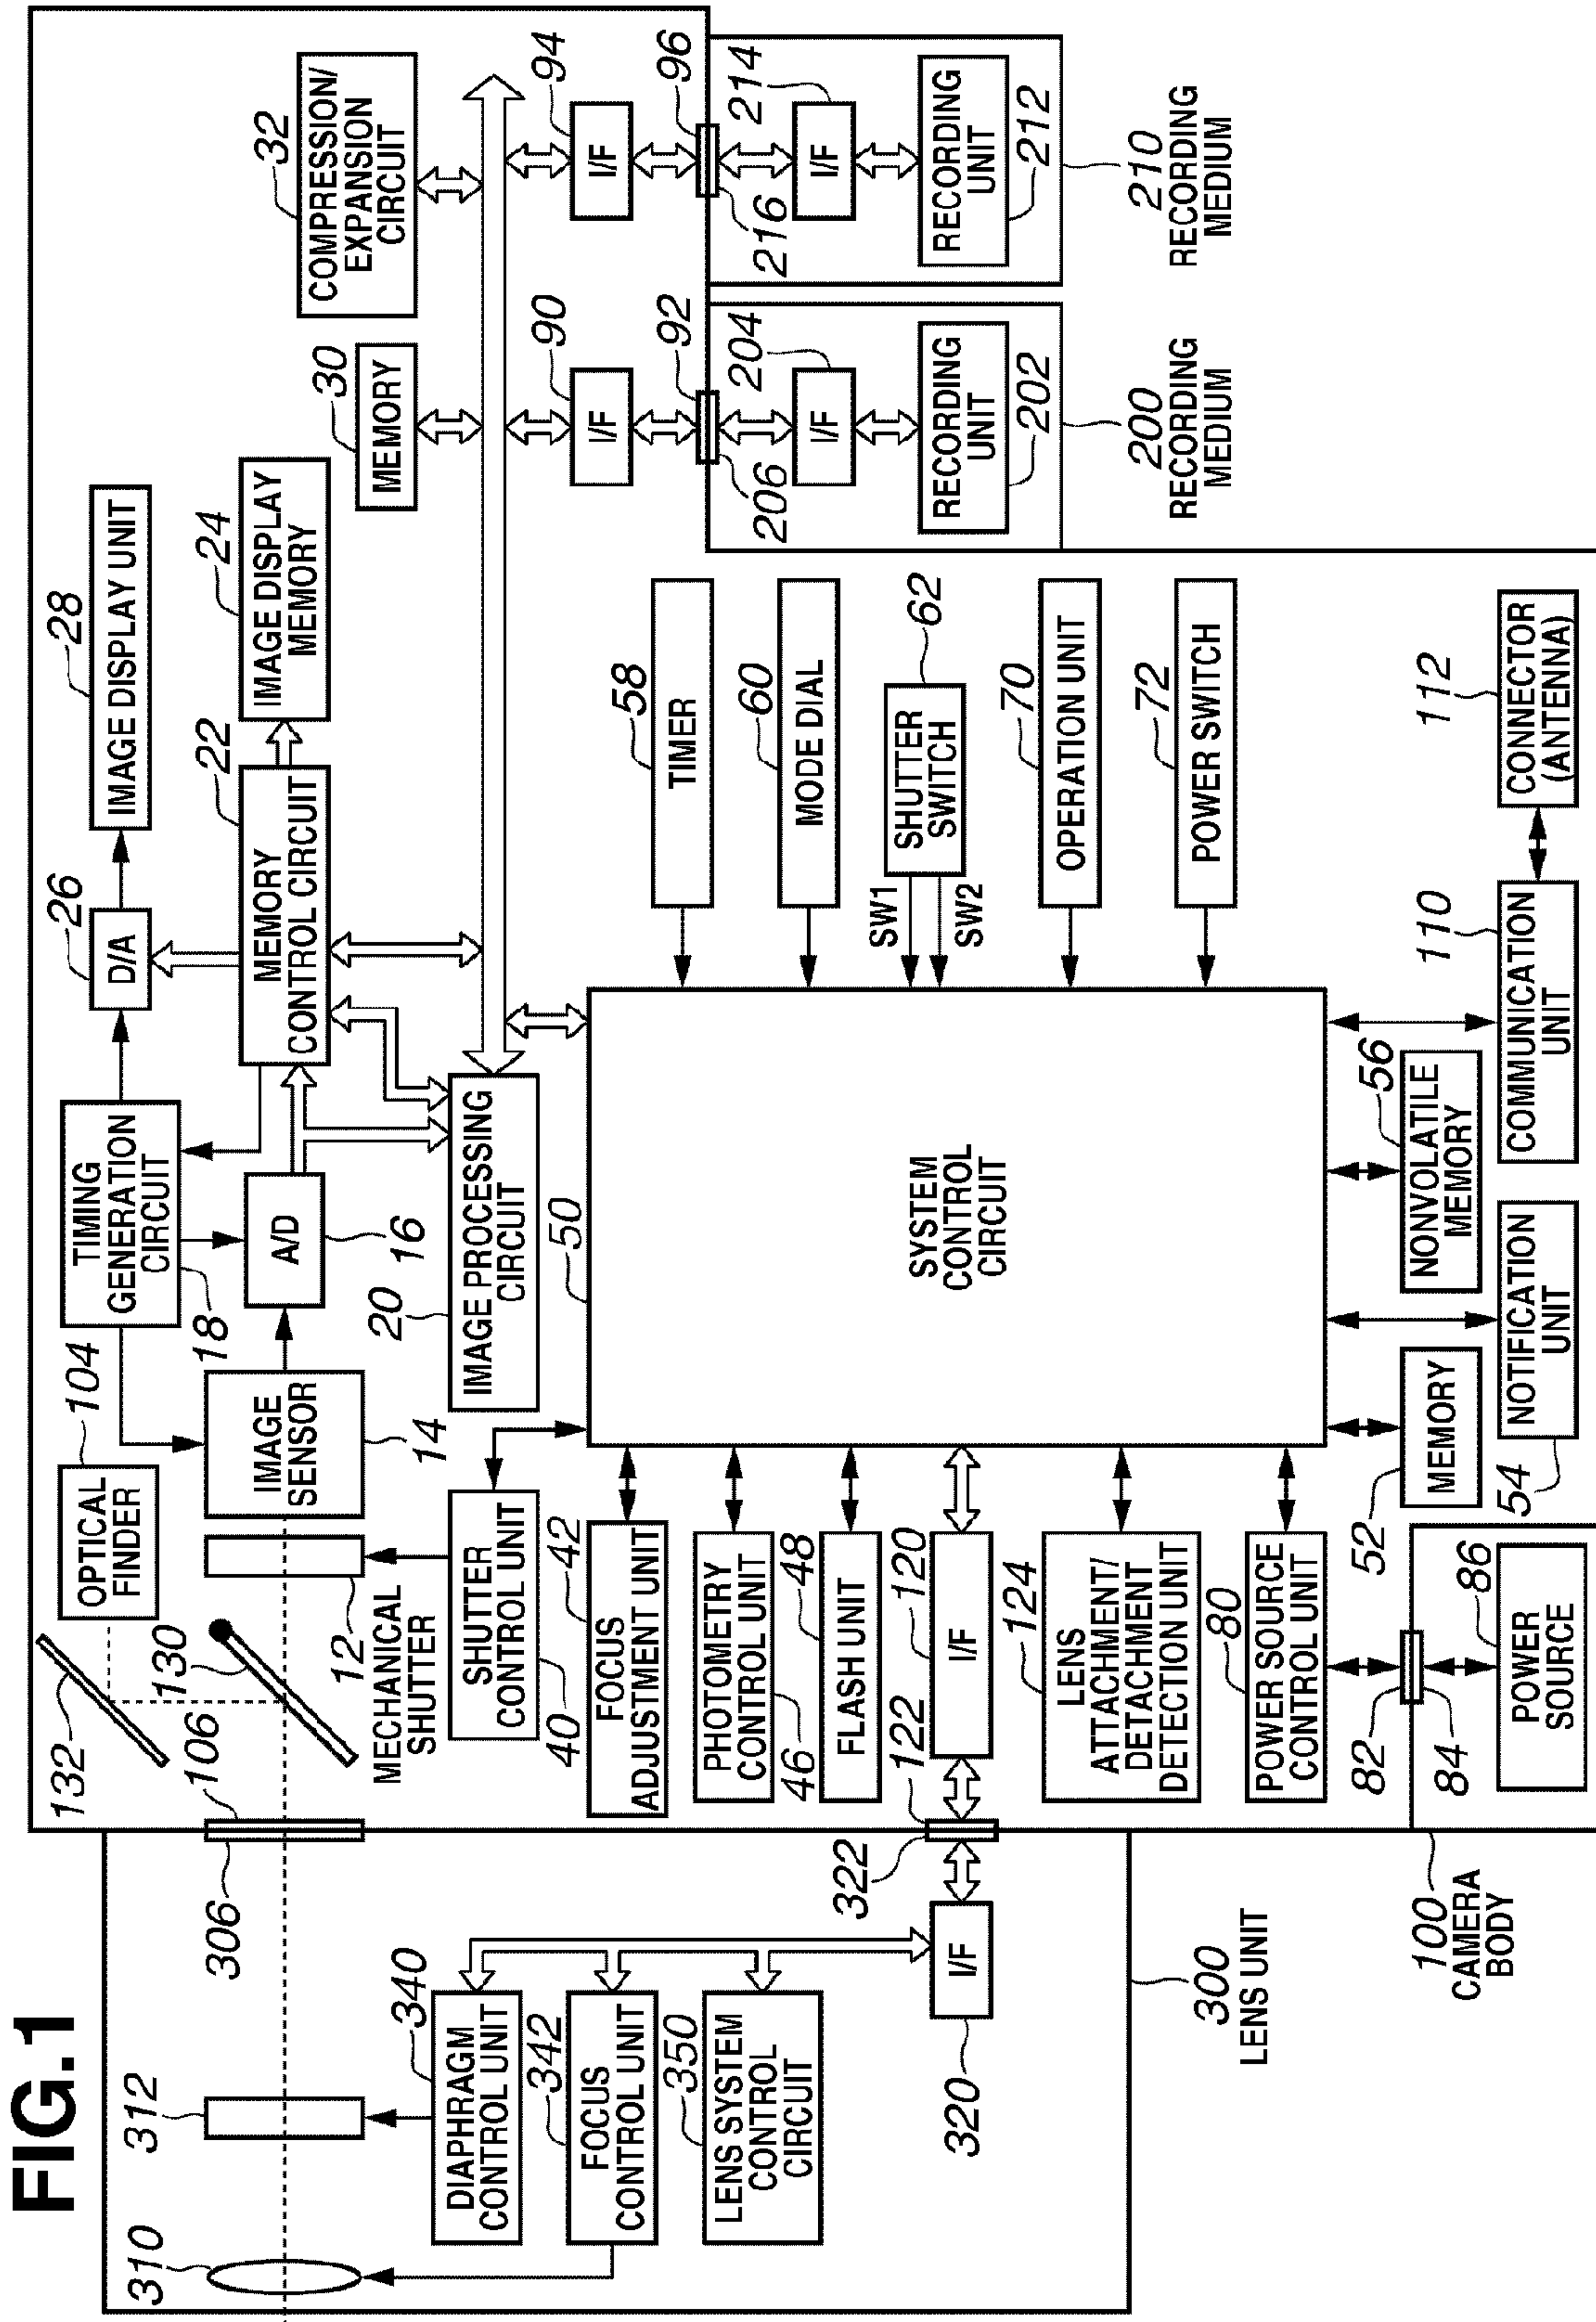 FIG.1
310
312
306
106
132
130
OPTICAL
FINDER
104
12
MECHANICAL
SHUTTER
IMAGE
SENSOR
14
TIMING
GENERATION
CIRCUIT
18
A/D
16
D/A
26
IMAGE DISPLAY UNIT
28
MEMORY
CONTROL CIRCUIT
22
IMAGE DISPLAY
MEMORY
24
MEMORY
30
COMPRESSION/
EXPANSION
CIRCUIT
32
IMAGE PROCESSING
CIRCUIT
20
DIAPHRAGM
CONTROL UNIT
340
FOCUS
CONTROL UNIT
342
LENS SYSTEM
CONTROL
CIRCUIT
350
I/F
320
322
122
300
LENS UNIT
SHUTTER
CONTROL UNIT
40
FOCUS
ADJUSTMENT UNIT
42
PHOTOMETRY
CONTROL UNIT
46
FLASH UNIT
48
I/F
120
LENS
ATTACHMENT/
DETACHMENT
DETECTION UNIT
124
POWER SOURCE
CONTROL UNIT
80
82
84
POWER
SOURCE
86
100
CAMERA
BODY
SYSTEM
CONTROL
CIRCUIT
50
MEMORY
52
NOTIFICATION
UNIT
54
NONVOLATILE
MEMORY
56
COMMUNICATION
UNIT
110
CONNECTOR
(ANTENNA)
112
TIMER
58
MODE DIAL
60
SHUTTER
SWITCH
62
SW1
SW2
OPERATION UNIT
70
POWER SWITCH
72
I/F
90
92
206
I/F
204
RECORDING
UNIT
202
200
RECORDING
MEDIUM
I/F
94
96
216
I/F
214
RECORDING
UNIT
212
210
RECORDING
MEDIUM